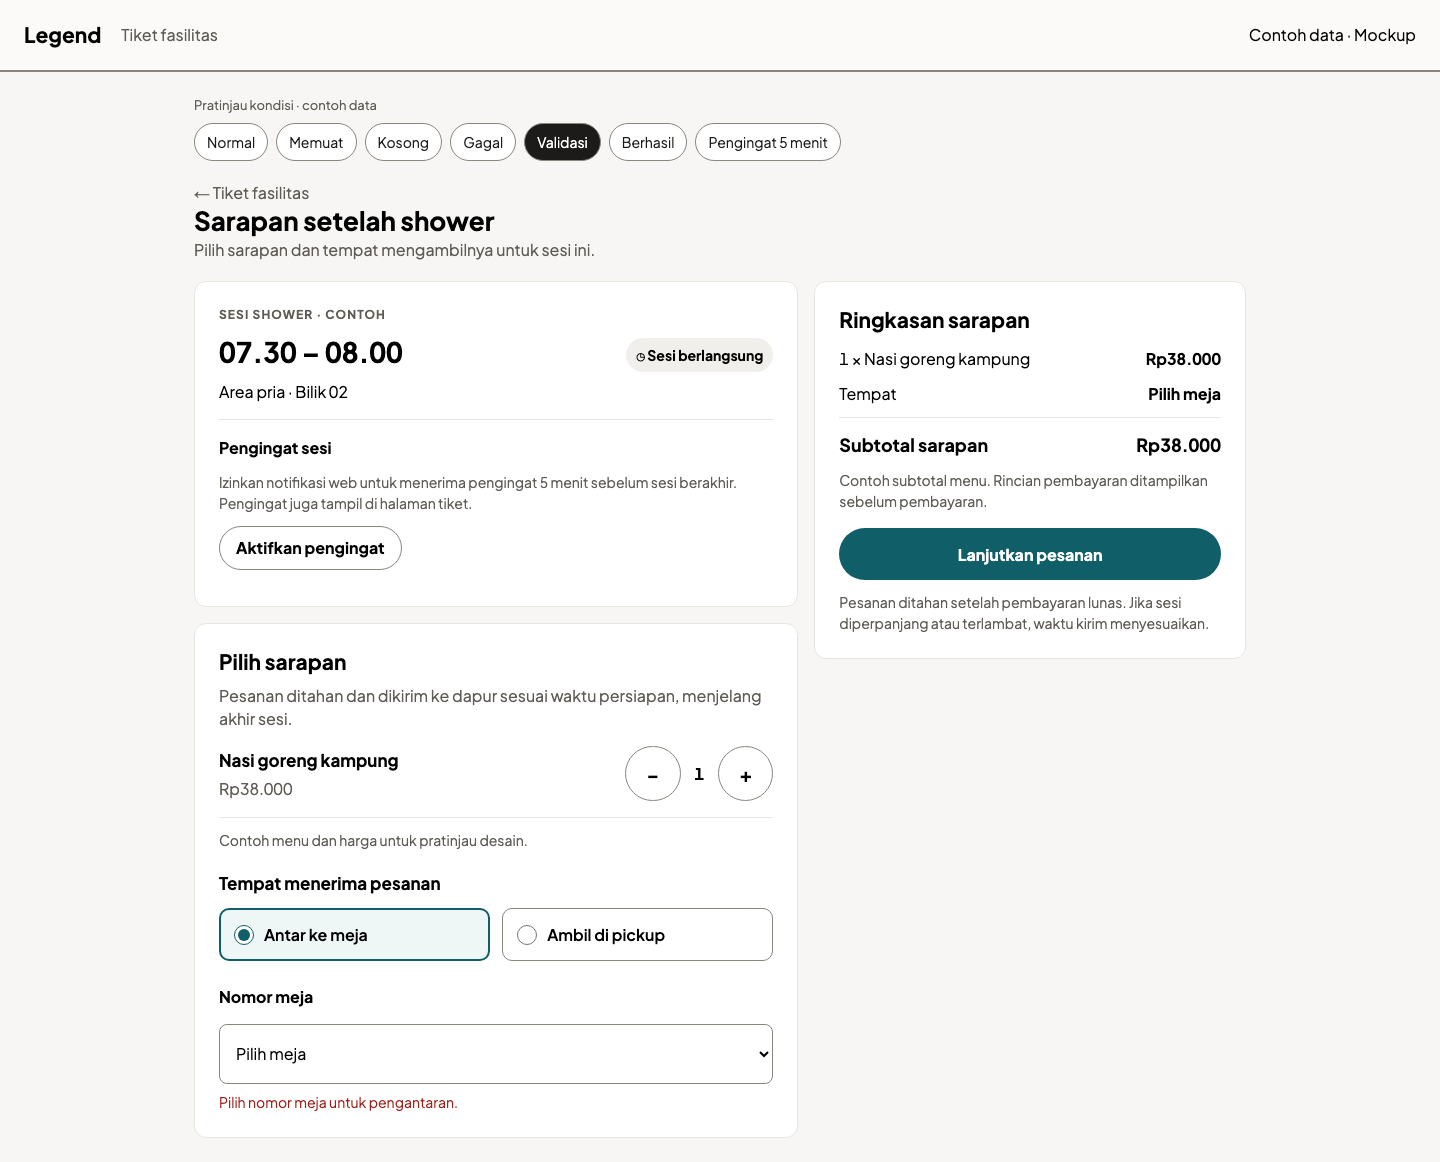 Legend
Tiket fasilitas
Contoh data · Mockup
Pratinjau kondisi · contoh data
Normal
Memuat
Kosong
Gagal
Validasi
Berhasil
Pengingat 5 menit
← Tiket fasilitas
Sarapan setelah shower
Pilih sarapan dan tempat mengambilnya untuk sesi ini.
SESI SHOWER · CONTOH
07.30 – 08.00
Sesi berlangsung
Area pria · Bilik 02
Pengingat sesi
Izinkan notifikasi web untuk menerima pengingat 5 menit sebelum sesi berakhir.
Pengingat juga tampil di halaman tiket.
Aktifkan pengingat
Pilih sarapan
Pesanan ditahan dan dikirim ke dapur sesuai waktu persiapan, menjelang
akhir sesi.
Nasi goreng kampung
Rp38.000
– 1 +
Contoh menu dan harga untuk pratinjau desain.
Tempat menerima pesanan
Antar ke meja
Ambil di pickup
Nomor meja
Pilih meja
Pilih nomor meja untuk pengantaran.
Ringkasan sarapan
1 × Nasi goreng kampung Rp38.000
Tempat Pilih meja
Subtotal sarapan Rp38.000
Contoh subtotal menu. Rincian pembayaran ditampilkan
sebelum pembayaran.
Lanjutkan pesanan
Pesanan ditahan setelah pembayaran lunas. Jika sesi
diperpanjang atau terlambat, waktu kirim menyesuaikan.